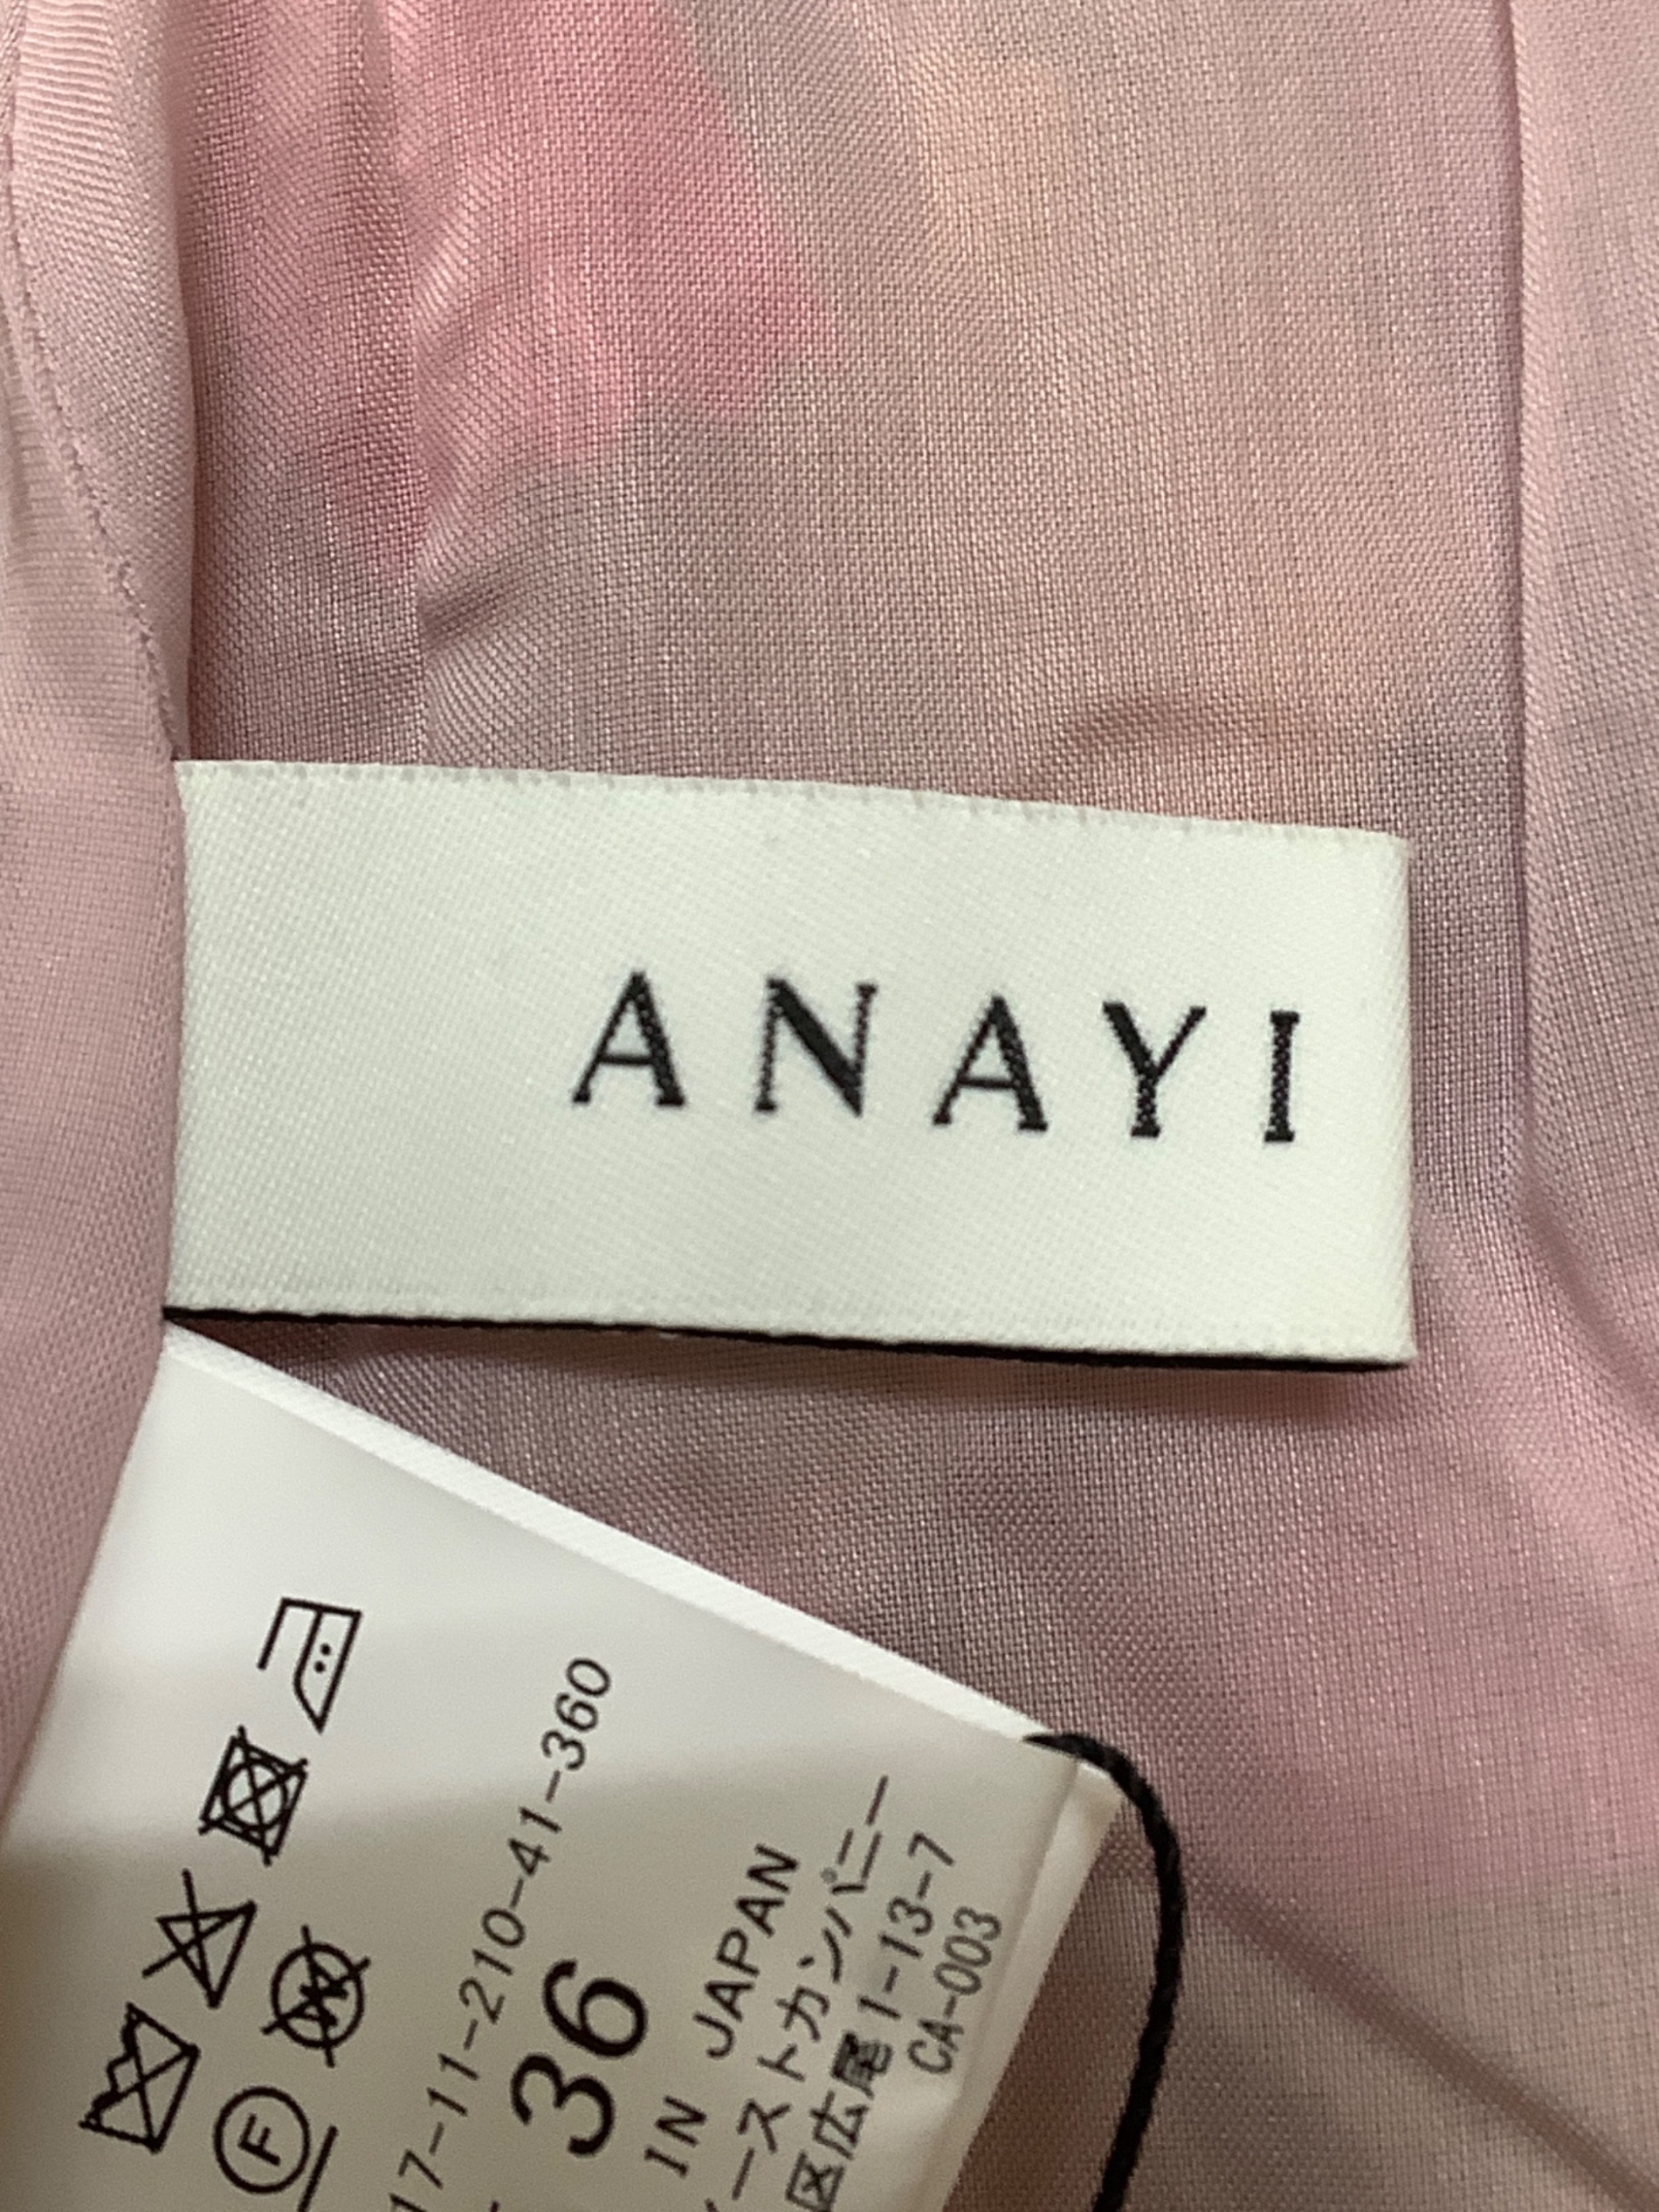 ANAYI
17-11-210-41-360
36
IN JAPAN
ーストカンパニー
区広尾1-13-7
CA-003
W
F